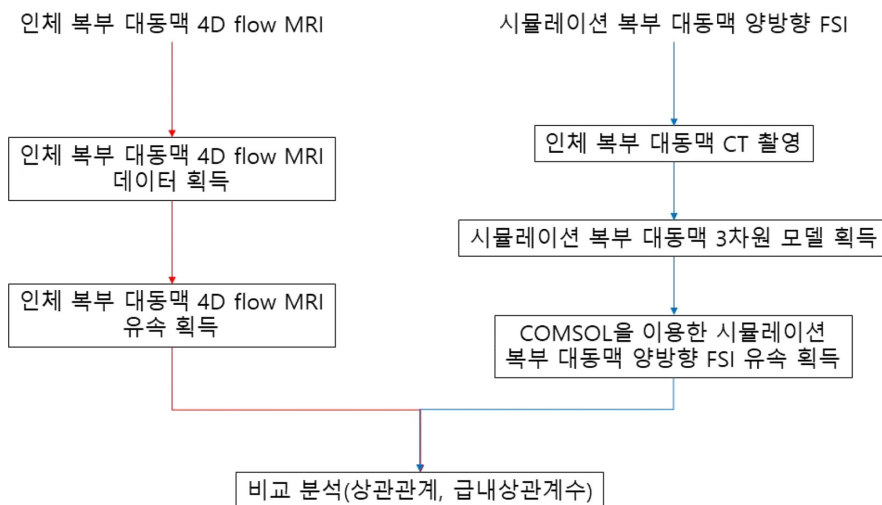 인체 복부 대동맥 4D flow MRI
시뮬레이션 복부 대동맥 양방향 FSI
인체 복부 대동맥 4D flow MRI
데이터 획득
인체 복부 대동맥 CT 촬영
시뮬레이션 복부 대동맥 3차원 모델 획득
인체 복부 대동맥 4D flow MRI
유속 획득
COMSOL을 이용한 시뮬레이션
복부 대동맥 양방향 FSI 유속 획득
비교 분석(상관관계, 급내상관계수)